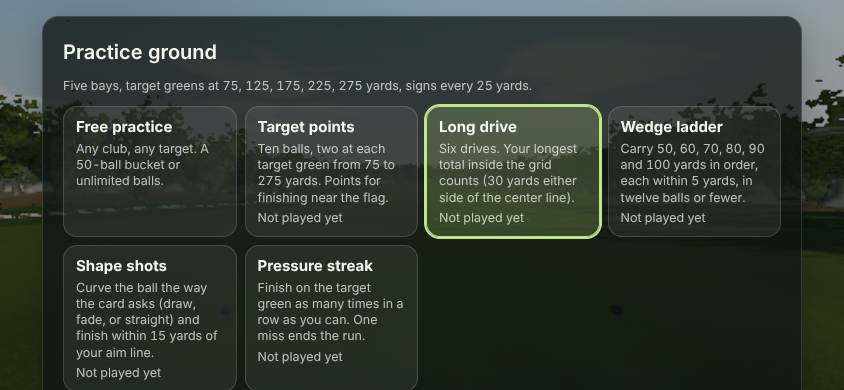 Practice ground
Five bays, target greens at 75, 125, 175, 225, 275 yards, signs every 25 yards.
Free practice
Any club, any target. A
50-ball bucket or
unlimited balls.
Target points
Ten balls, two at each
target green from 75 to
275 yards. Points for
finishing near the flag.
Not played yet
Long drive
Six drives. Your longest
total inside the grid
counts (30 yards either
side of the center line).
Not played yet
Wedge ladder
Carry 50, 60, 70, 80, 90
and 100 yards in order,
each within 5 yards, in
twelve balls or fewer.
Not played yet
Shape shots
Curve the ball the way
the card asks (draw,
fade, or straight) and
finish within 15 yards of
your aim line.
Not played yet
Pressure streak
Finish on the target
green as many times in a
row as you can. One
miss ends the run.
Not played yet